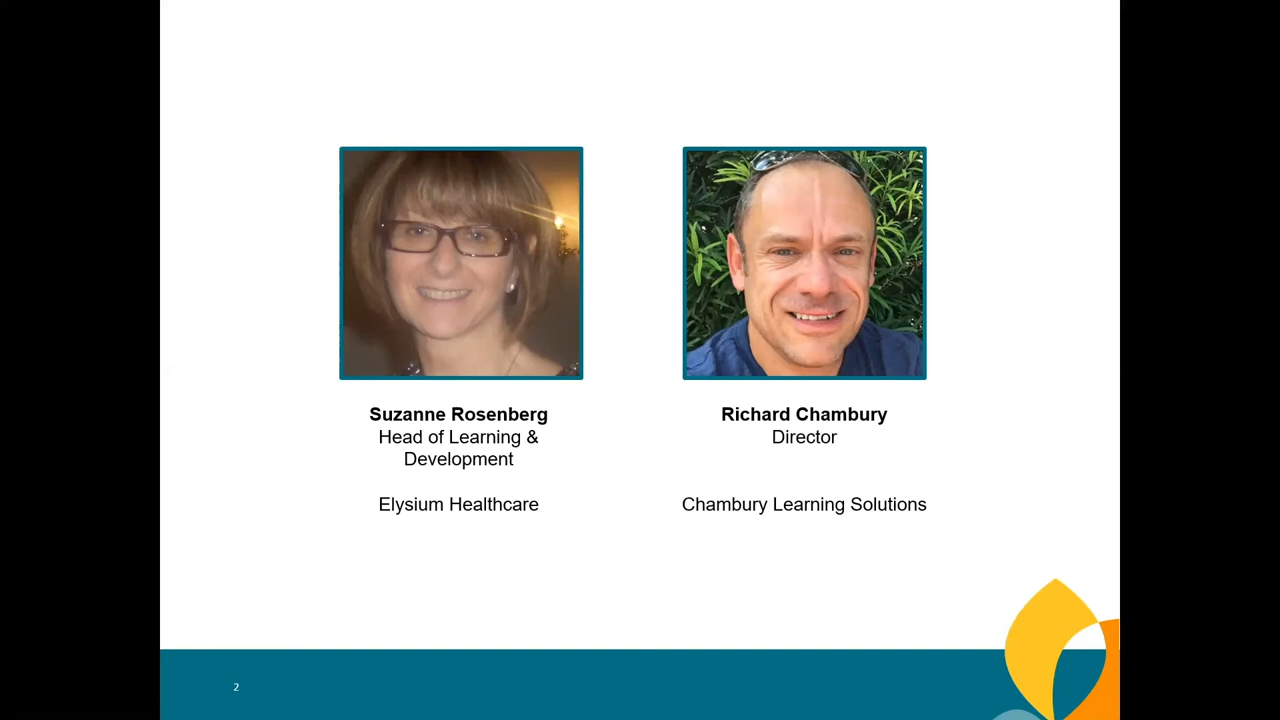 Suzanne Rosenberg
Head of Learning &
Development
Elysium Healthcare
Richard Chambury
Director
Chambury Learning Solutions
2